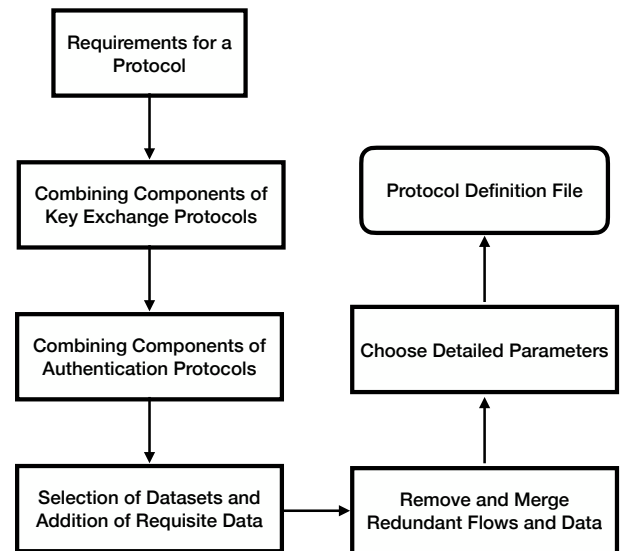 Requirements for a
Protocol
Combining Components of
Key Exchange Protocols
Combining Components of
Authentication Protocols
Selection of Datasets and
Addition of Requisite Data
Remove and Merge
Redundant Flows and Data
Choose Detailed Parameters
Protocol Definition File